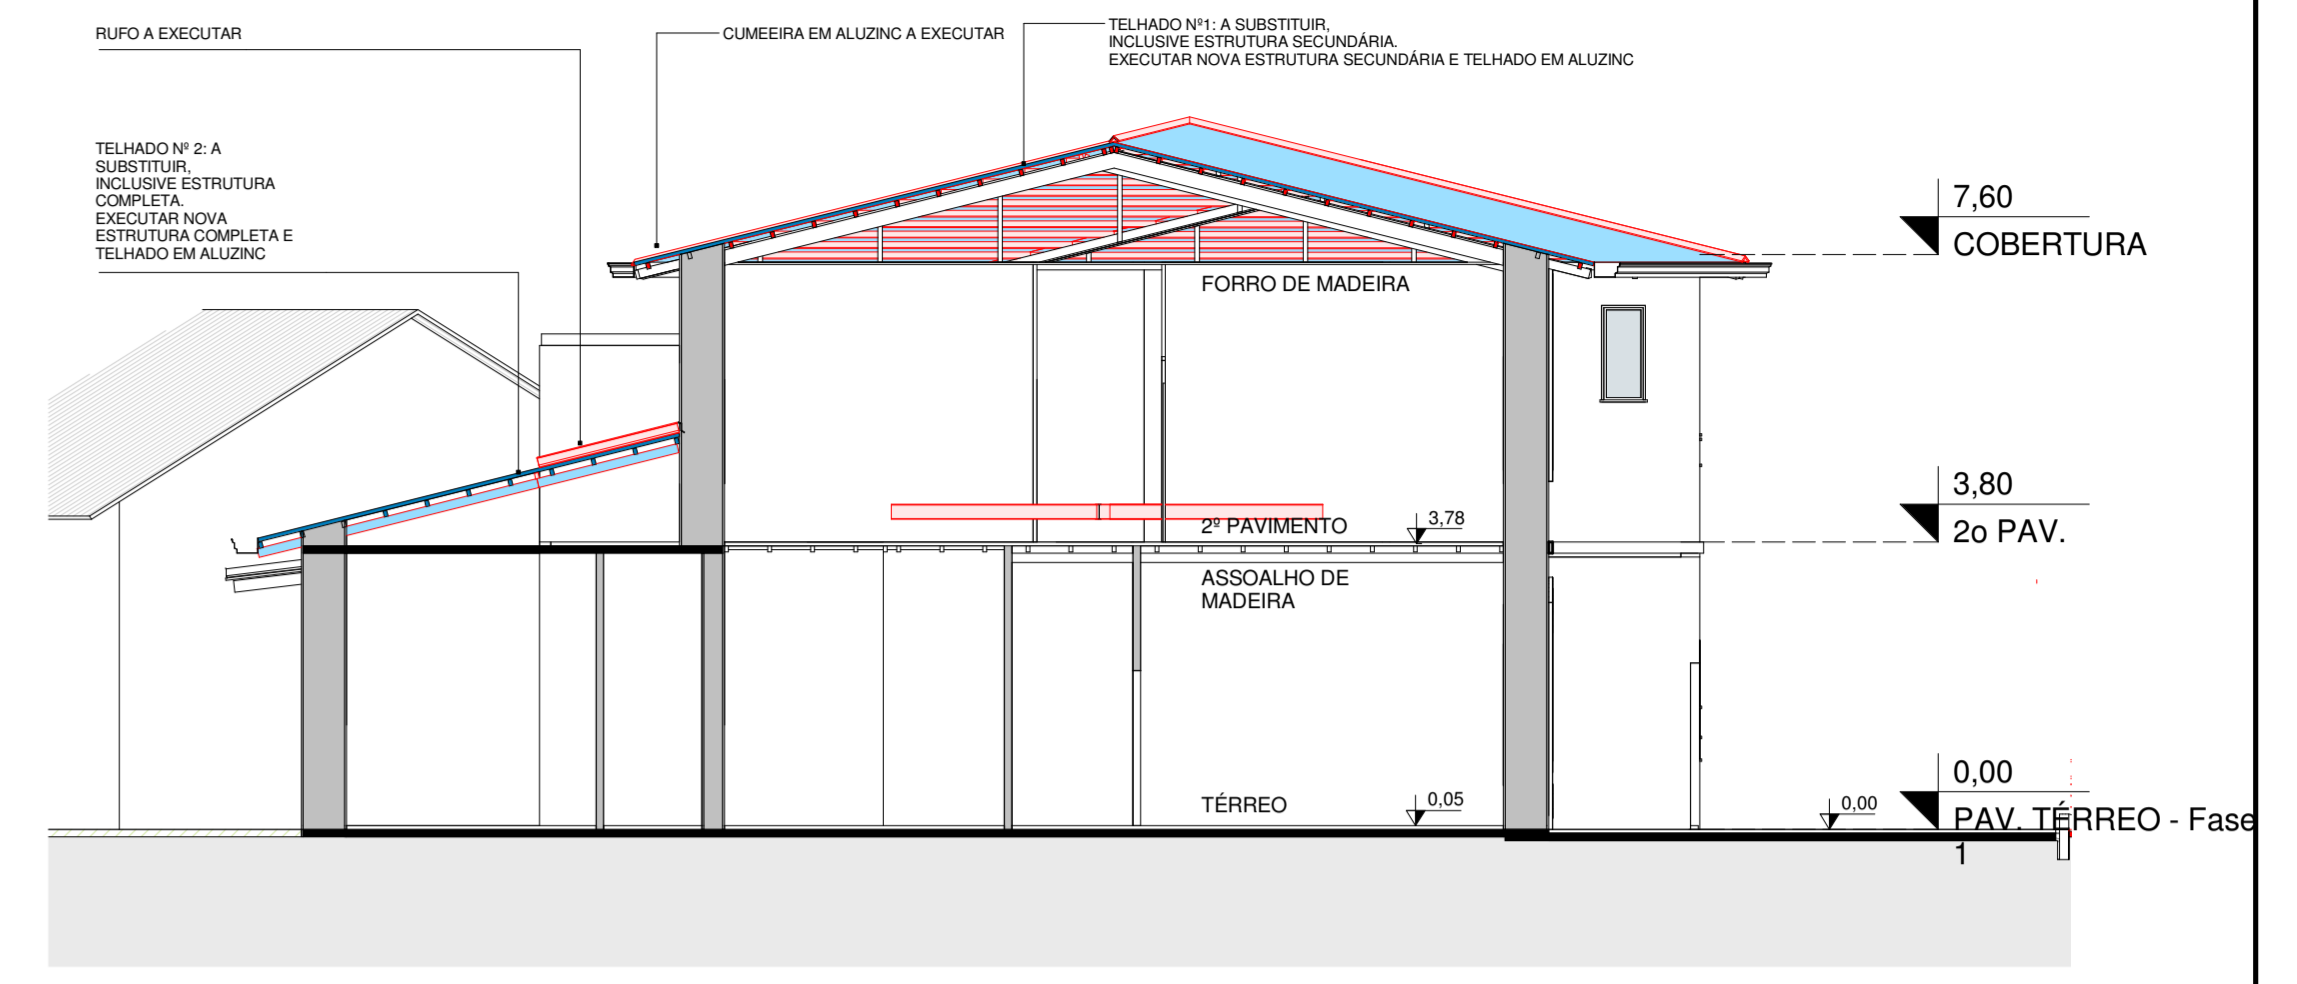 RUFO A EXECUTAR
CUMEEIRA EM ALUZINC A EXECUTAR
TELHADO Nº1: A SUBSTITUIR,
INCLUSIVE ESTRUTURA SECUNDÁRIA.
EXECUTAR NOVA ESTRUTURA SECUNDÁRIA E TELHADO EM ALUZINC
TELHADO Nº 2: A
SUBSTITUIR,
INCLUSIVE ESTRUTURA
COMPLETA.
EXECUTAR NOVA
ESTRUTURA COMPLETA E
TELHADO EM ALUZINC
7,60
COBERTURA
FORRO DE MADEIRA
3,80
2o PAV.
2º PAVIMENTO
3,78
ASSOALHO DE
MADEIRA
0,00
PAV. TÉRREO - Fase
1
TÉRREO
0,05
0,00